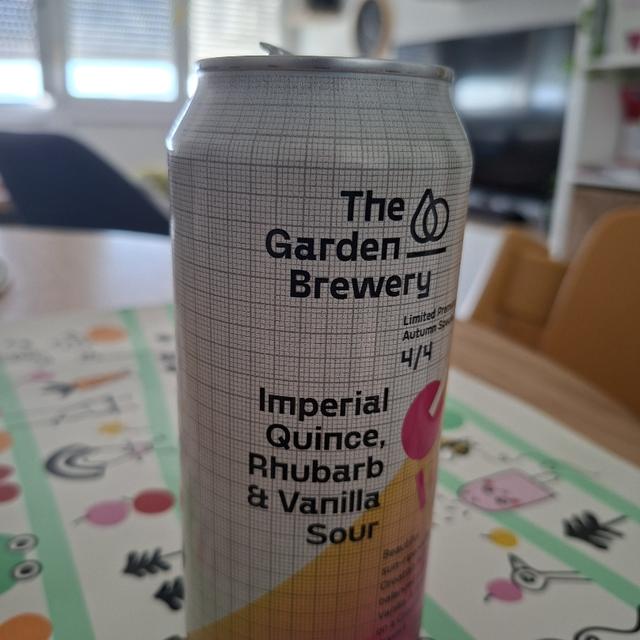 The
Garden
Brewery
Limited
Autumn
4/4
Imperial
Quince,
Rhubarb
& Vanilla
Sour